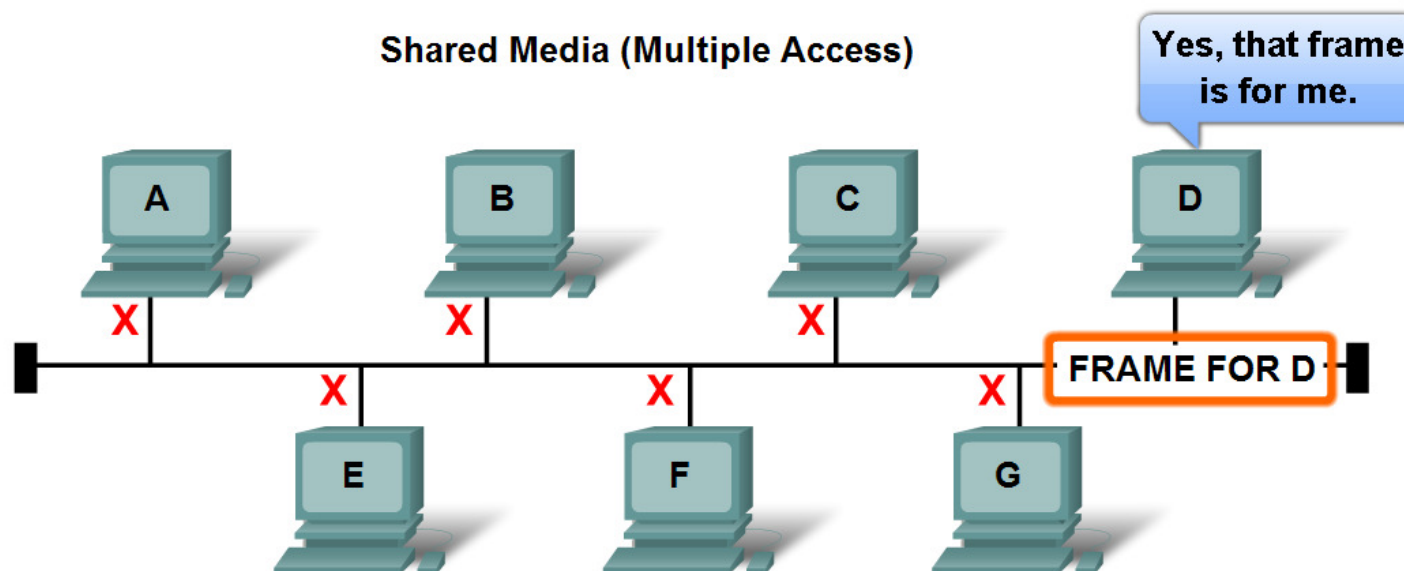 Shared Media (Multiple Access)
Yes, that frame
is for me.
A
B
C
D
X
X
X
FRAME FOR D
X
X
X
E
F
G